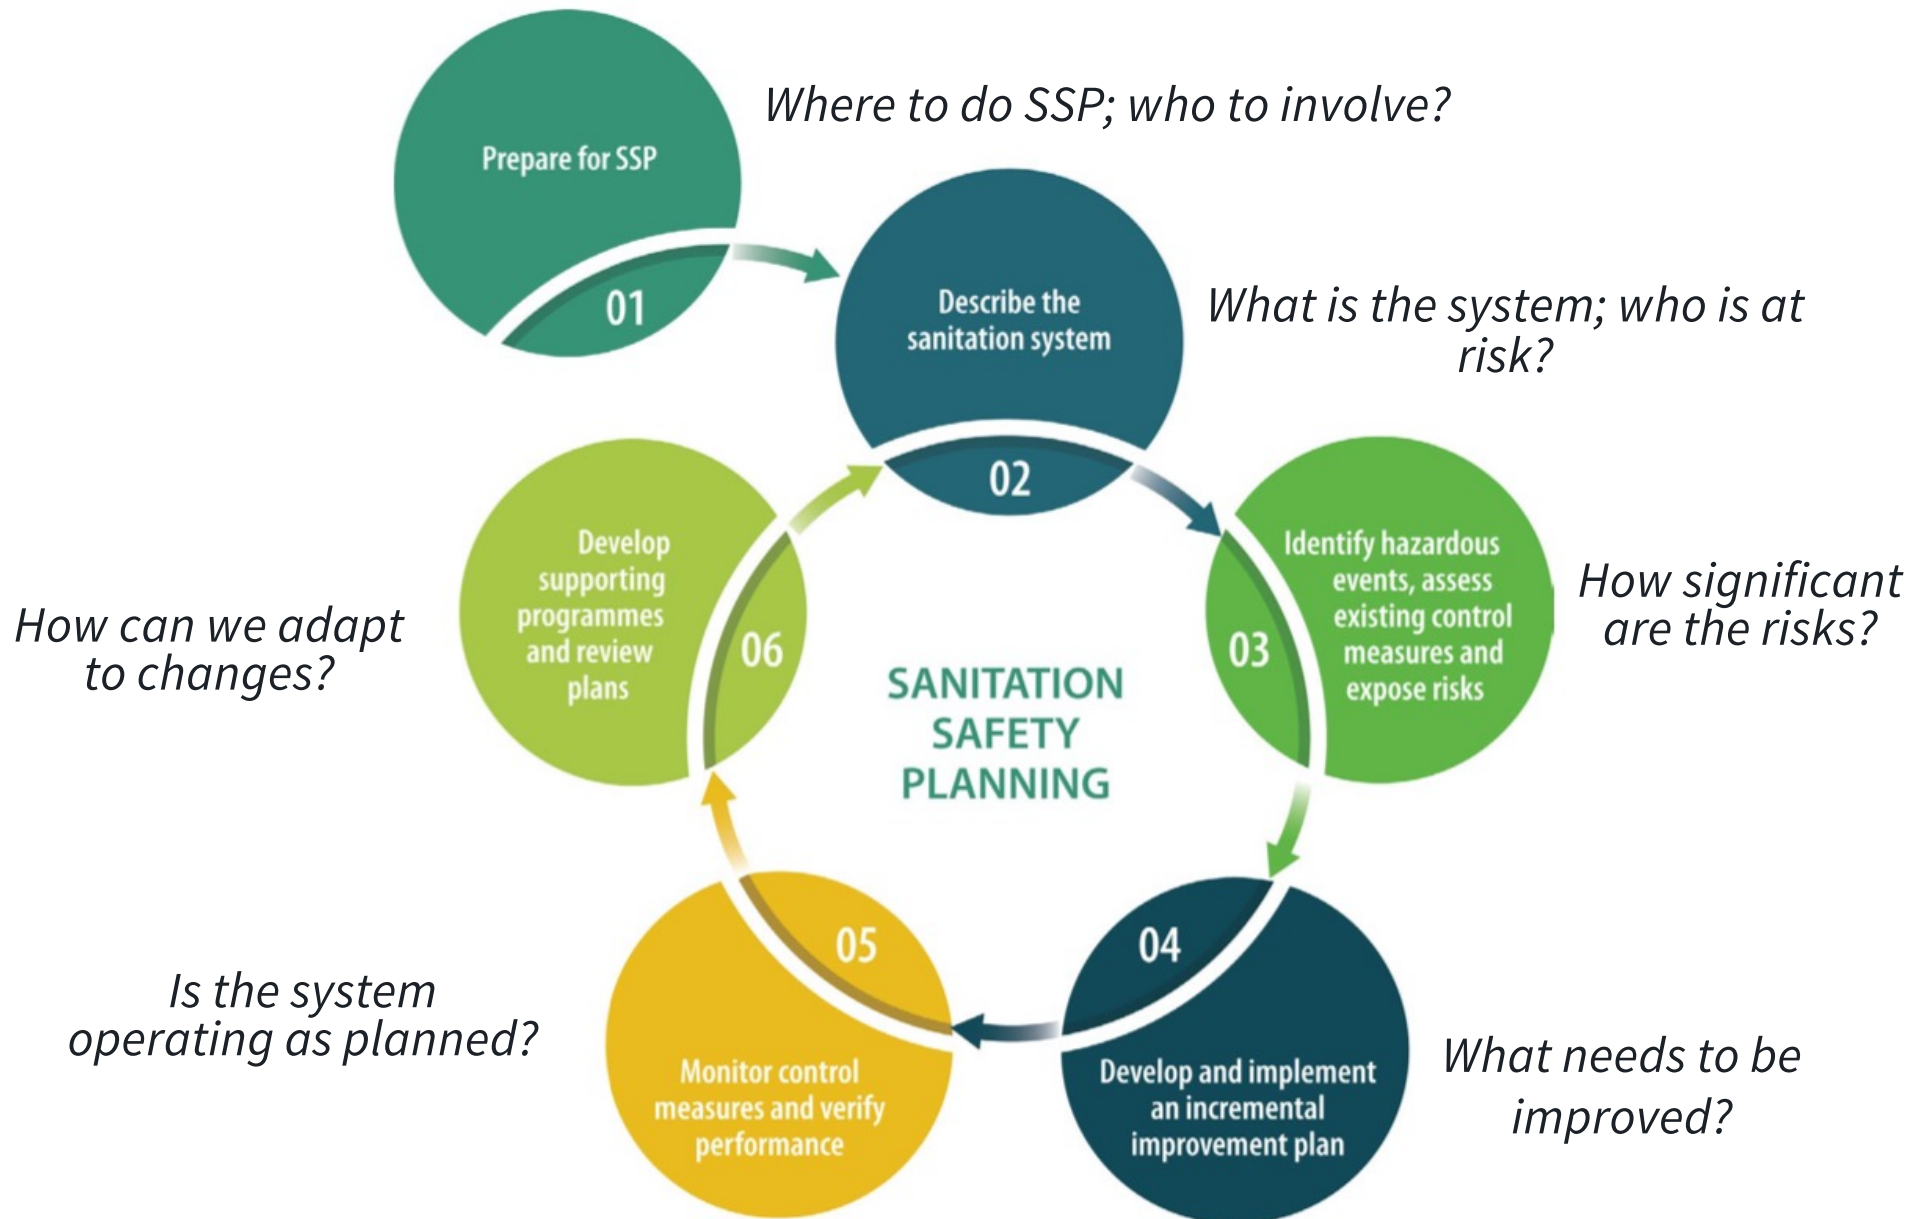 Prepare for SSP
01
Where to do SSP; who to involve?
Describe the
sanitation system
02
What is the system; who is at
risk?
Identify hazardous
events, assess
existing control
measures and
expose risks
03
How significant
are the risks?
Develop and implement
an incremental
improvement plan
04
What needs to be
improved?
Monitor control
measures and verify
performance
05
Is the system
operating as planned?
Develop
supporting
programmes
and review
plans
06
How can we adapt
to changes?
SANITATION
SAFETY
PLANNING